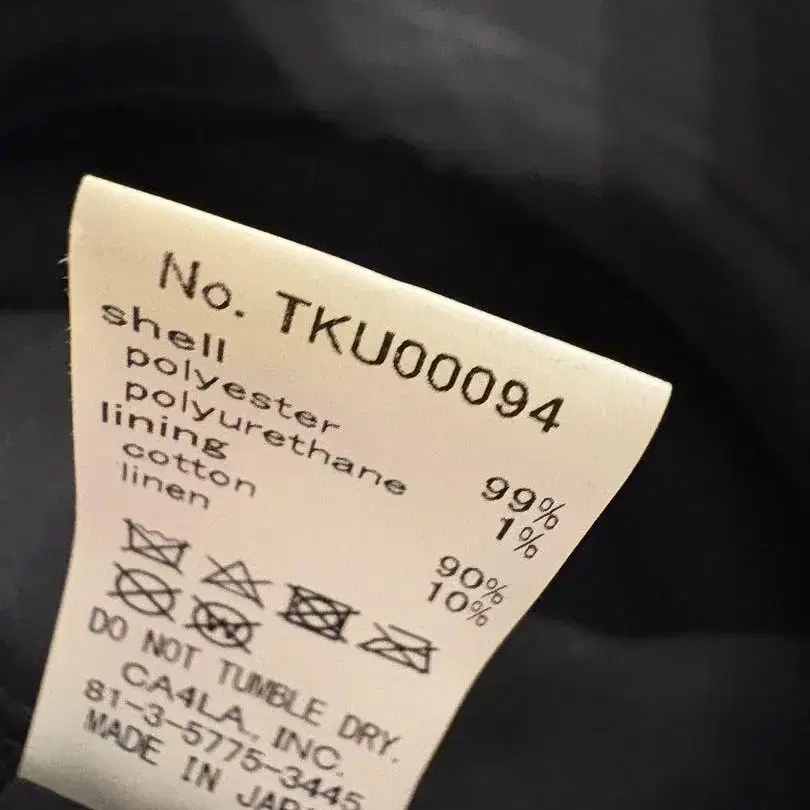 No. TKU00094
shell
polyester 99%
polyurethane 1%
lining
cotton 90%
linen 10%
W
DO NOT TUMBLE DRY.
CA4LA., INC.
81-3-5775-3445
MADE IN